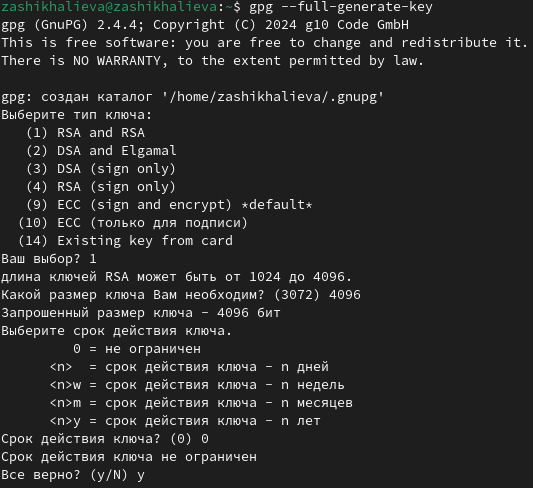 zashikhalieva@zashikhalieva:~$ gpg --full-generate-key
gpg (GnuPG) 2.4.4; Copyright (C) 2024 g10 Code GmbH
This is free software: you are free to change and redistribute it.
There is NO WARRANTY, to the extent permitted by law.

gpg: создан каталог '/home/zashikhalieva/.gnupg'
Выберите тип ключа:
   (1) RSA and RSA
   (2) DSA and Elgamal
   (3) DSA (sign only)
   (4) RSA (sign only)
   (9) ECC (sign and encrypt) *default*
  (10) ECC (только для подписи)
  (14) Existing key from card
Ваш выбор? 1
длина ключей RSA может быть от 1024 до 4096.
Какой размер ключа Вам необходим? (3072) 4096
Запрошенный размер ключа - 4096 бит
Выберите срок действия ключа.
         0 = не ограничен
      <n>  = срок действия ключа - n дней
      <n>w = срок действия ключа - n недель
      <n>m = срок действия ключа - n месяцев
      <n>y = срок действия ключа - n лет
Срок действия ключа? (0) 0
Срок действия ключа не ограничен
Все верно? (y/N) y